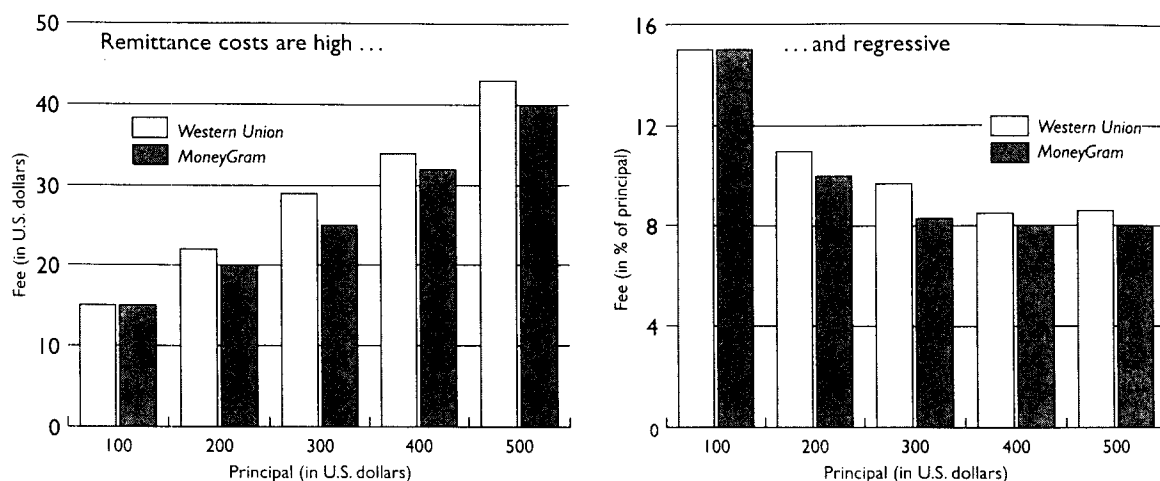 Remittance costs are high …
50
40
30
20
10
0
Fee (in U.S. dollars)
Western Union
MoneyGram
100 200 300 400 500
Principal (in U.S. dollars)
…and regressive
16
12
8
4
0
Fee (in % of principal)
Western Union
MoneyGram
100 200 300 400 500
Principal (in U.S. dollars)